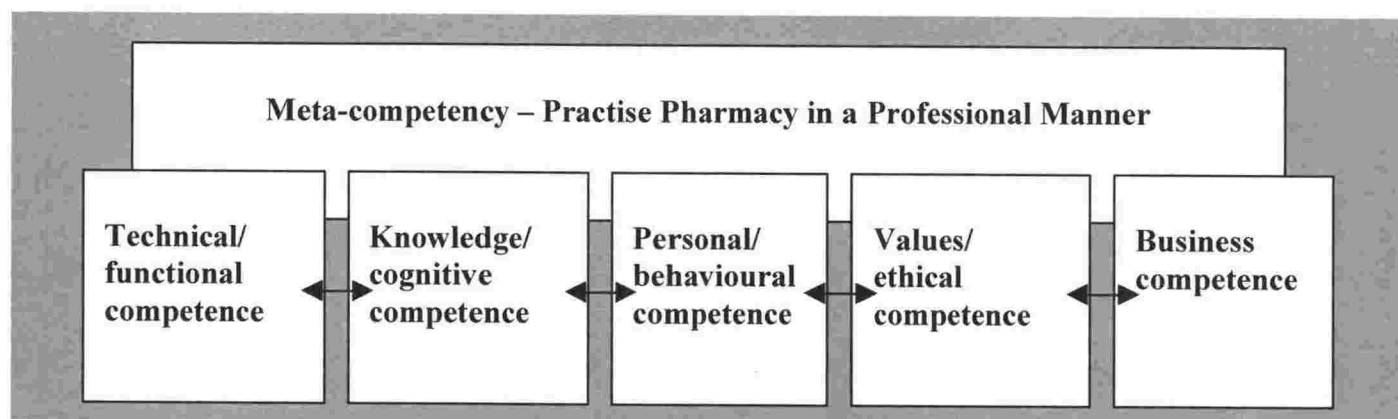 Meta-competency – Practise Pharmacy in a Professional Manner
Technical/
functional
competence
Knowledge/
cognitive
competence
Personal/
behavioural
competence
Values/
ethical
competence
Business
competence